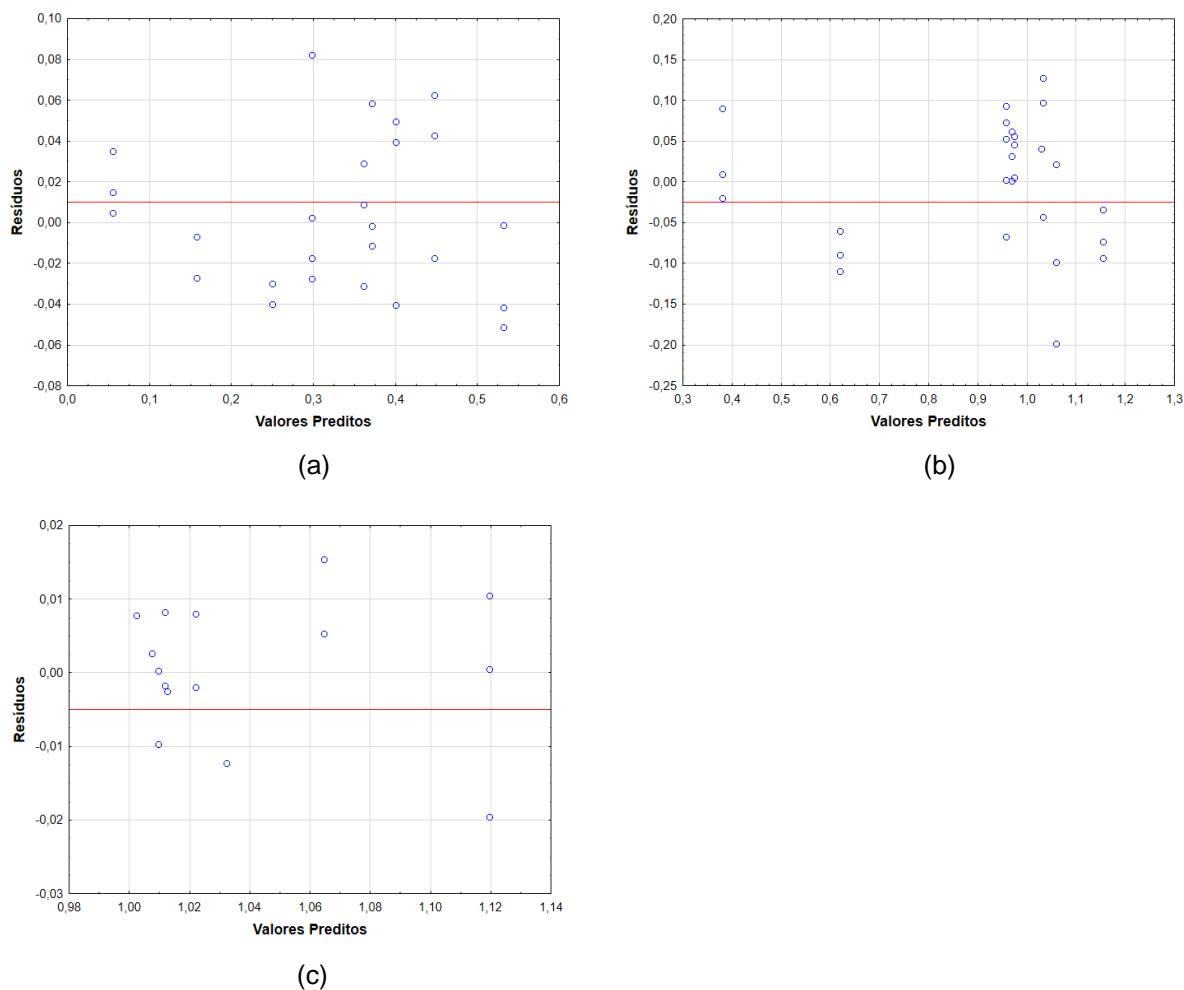 0,10
0,08
0,06
0,04
0,02
0,00
-0,02
-0,04
-0,06
-0,08
Resíduos
0,0 0,1 0,2 0,3 0,4 0,5 0,6
Valores Preditos
(a)
0,20
0,15
0,10
0,05
0,00
-0,05
-0,10
-0,15
-0,20
-0,25
Resíduos
0,3 0,4 0,5 0,6 0,7 0,8 0,9 1,0 1,1 1,2 1,3
Valores Preditos
(b)
0,02
0,01
0,00
-0,01
-0,02
-0,03
Resíduos
0,98 1,00 1,02 1,04 1,06 1,08 1,10 1,12 1,14
Valores Preditos
(c)